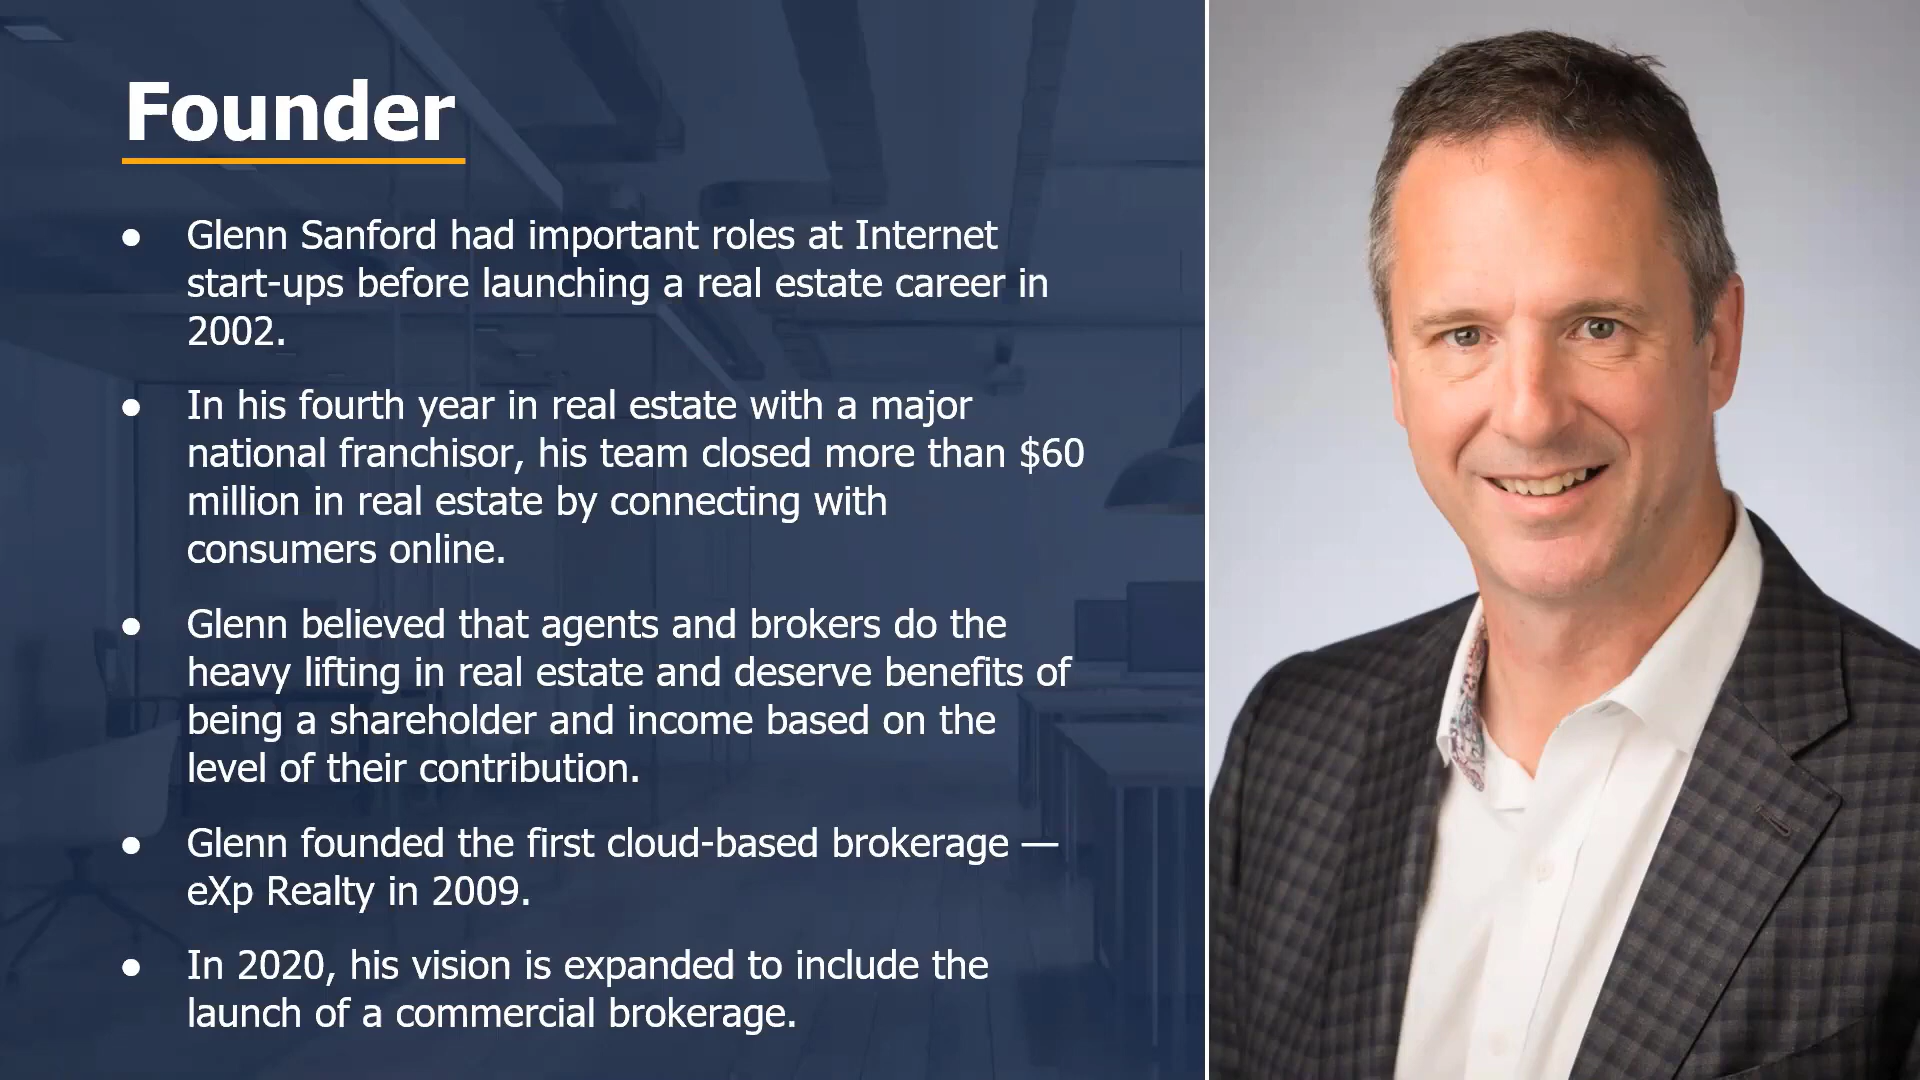 Founder
● Glenn Sanford had important roles at Internet
start-ups before launching a real estate career in
2002.
● In his fourth year in real estate with a major
national franchisor, his team closed more than $60
million in real estate by connecting with
consumers online.
● Glenn believed that agents and brokers do the
heavy lifting in real estate and deserve benefits of
being a shareholder and income based on the
level of their contribution.
● Glenn founded the first cloud-based brokerage —
eXp Realty in 2009.
● In 2020, his vision is expanded to include the
launch of a commercial brokerage.